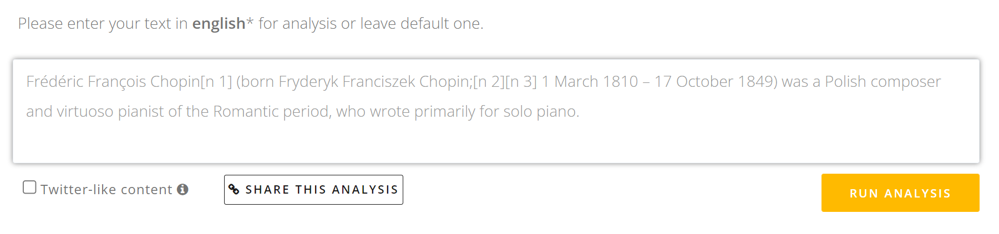 Please enter your text in english* for analysis or leave default one.
Frédéric François Chopin[n 1] (born Fryderyk Franciszek Chopin;[n 2][n 3] 1 March 1810 – 17 October 1849) was a Polish composer
and virtuoso pianist of the Romantic period, who wrote primarily for solo piano.
Twitter-like content
SHARE THIS ANALYSIS
RUN ANALYSIS